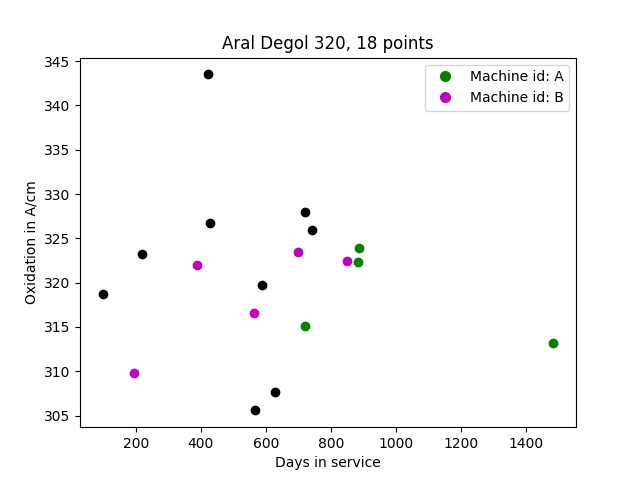 Aral Degol 320, 18 points
345
340
335
330
325
320
315
310
305
Oxidation in A/cm
Machine id: A
Machine id: B
200 400 600 800 1000 1200 1400
Days in service